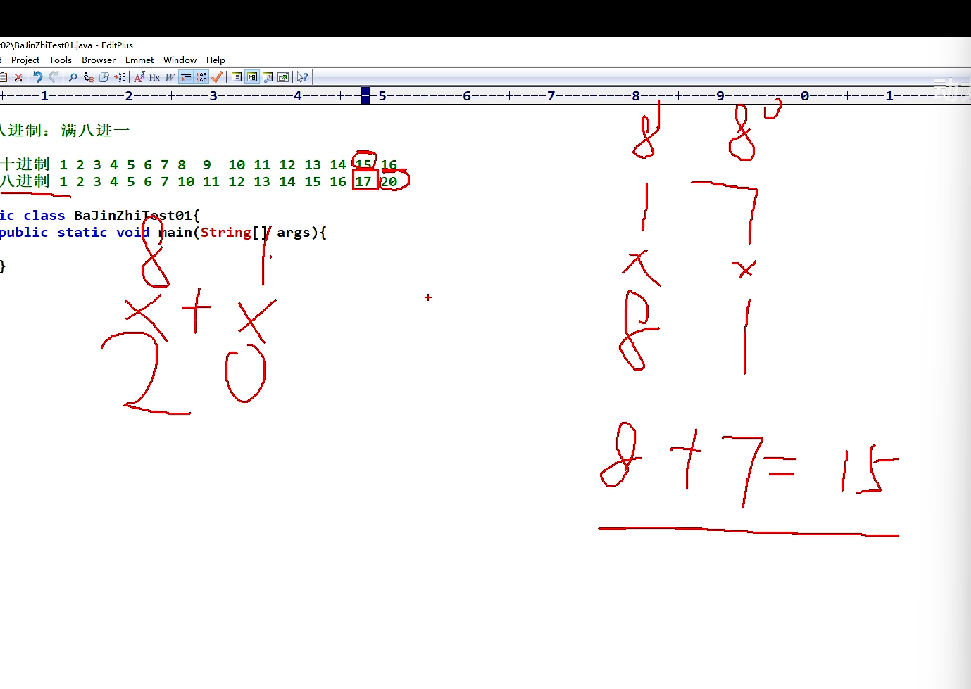 02\BaJinZhiTest01.java - EditPlus
Project Tools Browser Emmet Window Help
1 2 3 4 5 6 7 8 9 0 1
八进制：满八进一
十进制 1 2 3 4 5 6 7 8 9 10 11 12 13 14 15 16
八进制 1 2 3 4 5 6 7 10 11 12 13 14 15 16 17 20
ic class BaJinZhiTest01{
public static void main(String[] args){
}
8 1
x + x
2 0
8¹ 8⁰
1 7
x x
8 1
8 + 7 = 15